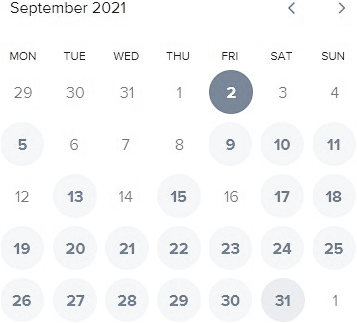 September 2021
MON TUE WED THU FRI SAT SUN
29 30 31 1 2 3 4
5 6 7 8 9 10 11
12 13 14 15 16 17 18
19 20 21 22 23 24 25
26 27 28 29 30 31 1